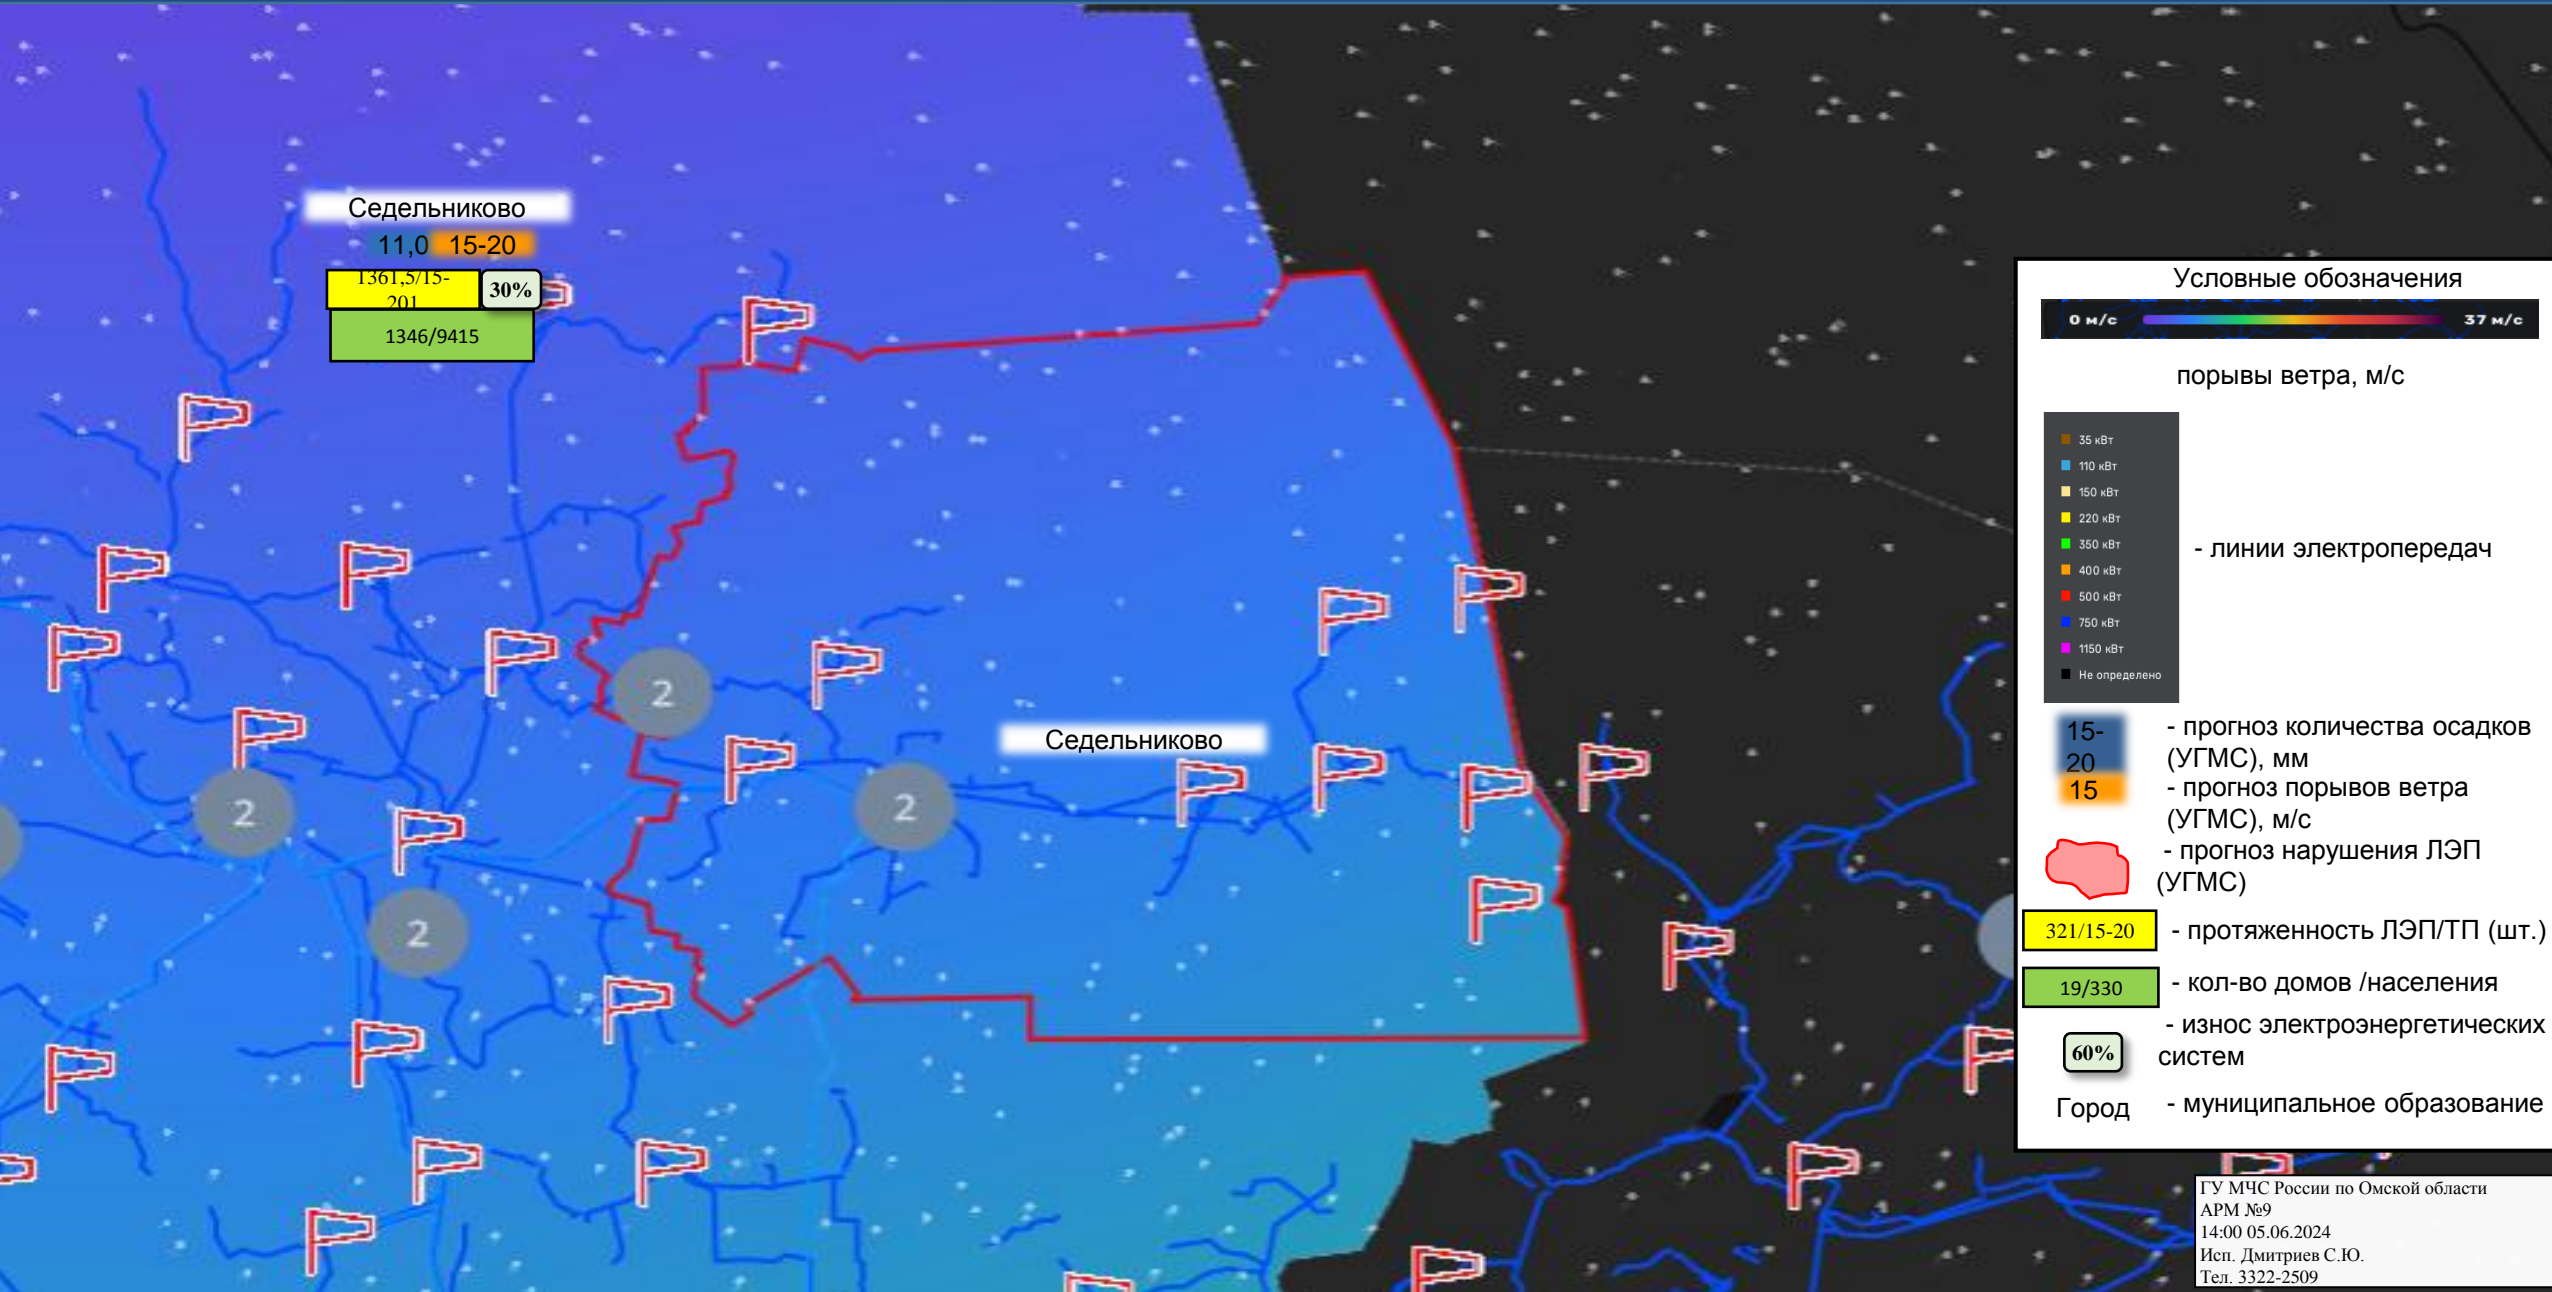 Седельниково
11,0 15-20
1361,5/15-
201
30%
1346/9415
2
2
2
2
Седельниково
Условные обозначения
0 м/с
37 м/с
порывы ветра, м/с
35 кВт
110 кВт
150 кВт
220 кВт
350 кВт
400 кВт
500 кВт
750 кВт
1150 кВт
Не определено
- линии электропередач
15-
20
- прогноз количества осадков
(УГМС), мм
15
- прогноз порывов ветра
(УГМС), м/с
- прогноз нарушения ЛЭП
(УГМС)
321/15-20
- протяженность ЛЭП/ТП (шт.)
19/330
- кол-во домов /населения
60%
- износ электроэнергетических
систем
Город
- муниципальное образование
ГУ МЧС России по Омской области
АРМ №9
14:00 05.06.2024
Исп. Дмитриев С.Ю.
Тел. 3322-2509